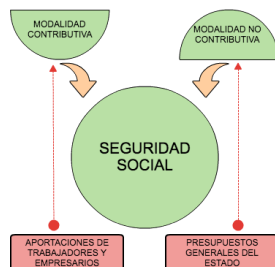 MODALIDAD
CONTRIBUTIVA
MODALIDAD NO
CONTRIBUTIVA
SEGURIDAD
SOCIAL
APORTACIONES DE
TRABAJADORES Y
EMPRESARIOS
PRESUPUESTOS
GENERALES DEL
ESTADO